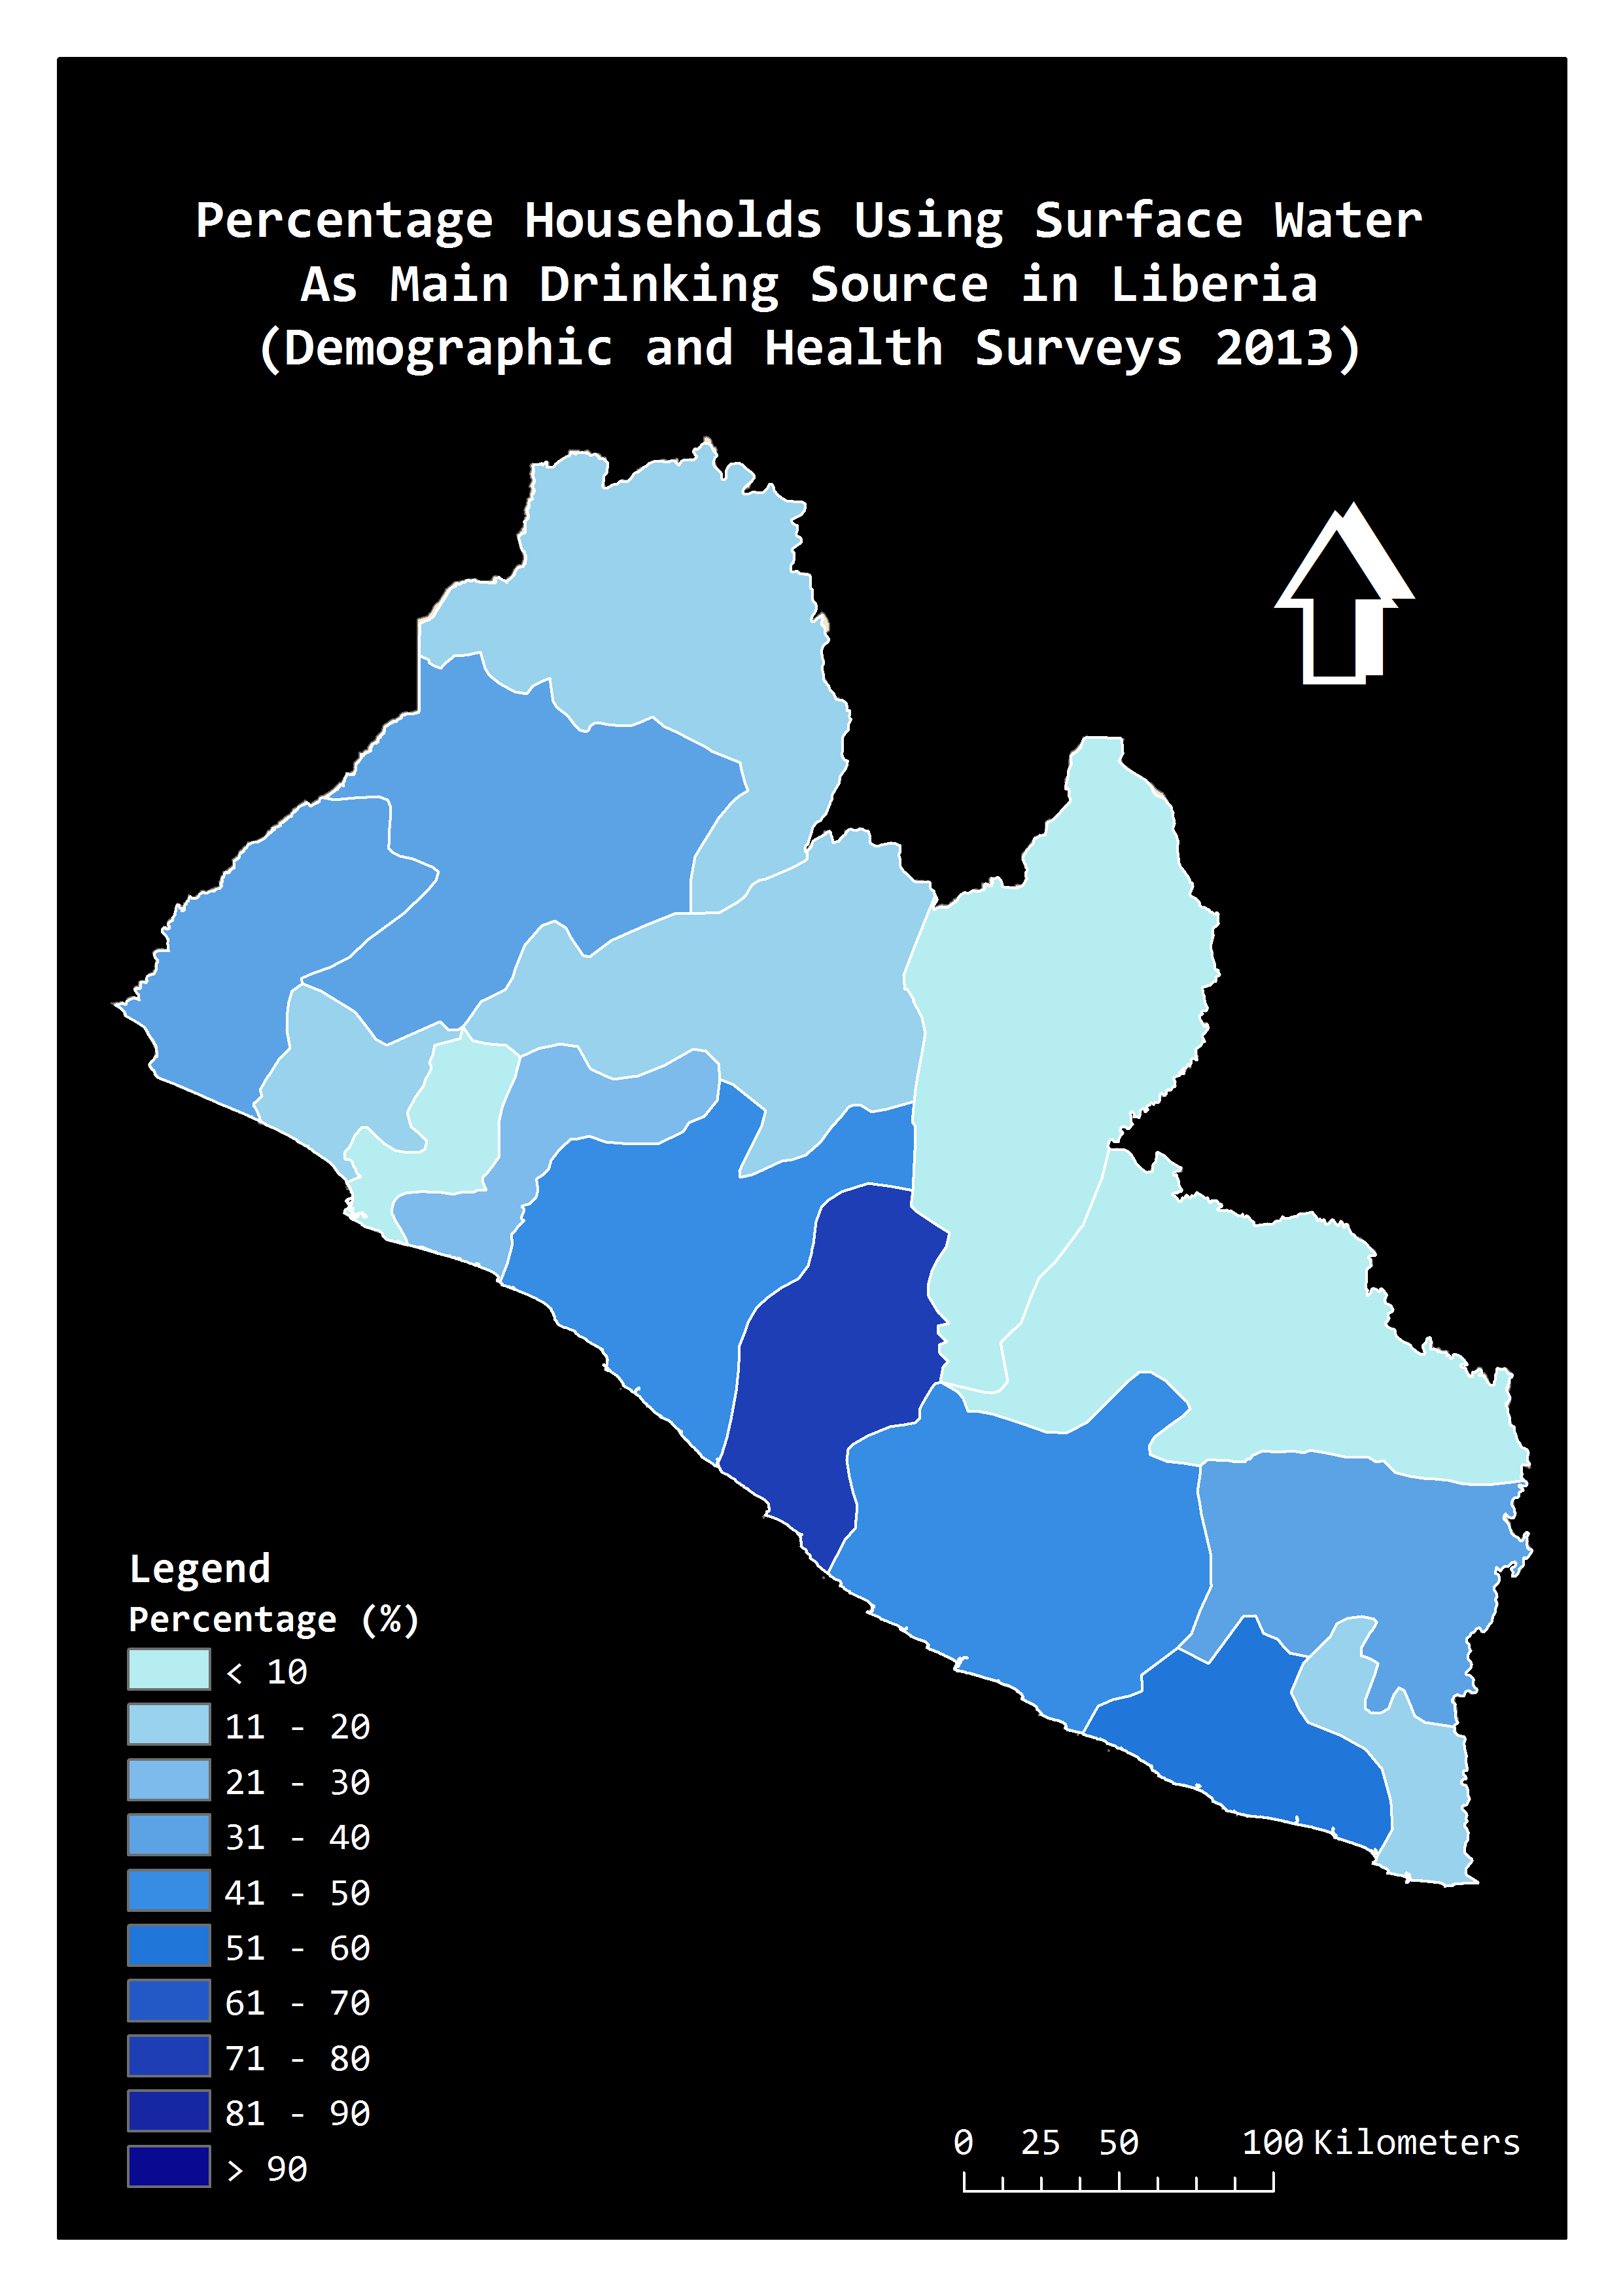 Percentage Households Using Surface Water
As Main Drinking Source in Liberia
(Demographic and Health Surveys 2013)
Legend
Percentage (%)
< 10
11 - 20
21 - 30
31 - 40
41 - 50
51 - 60
61 - 70
71 - 80
81 - 90
> 90
0 25 50 100 Kilometers